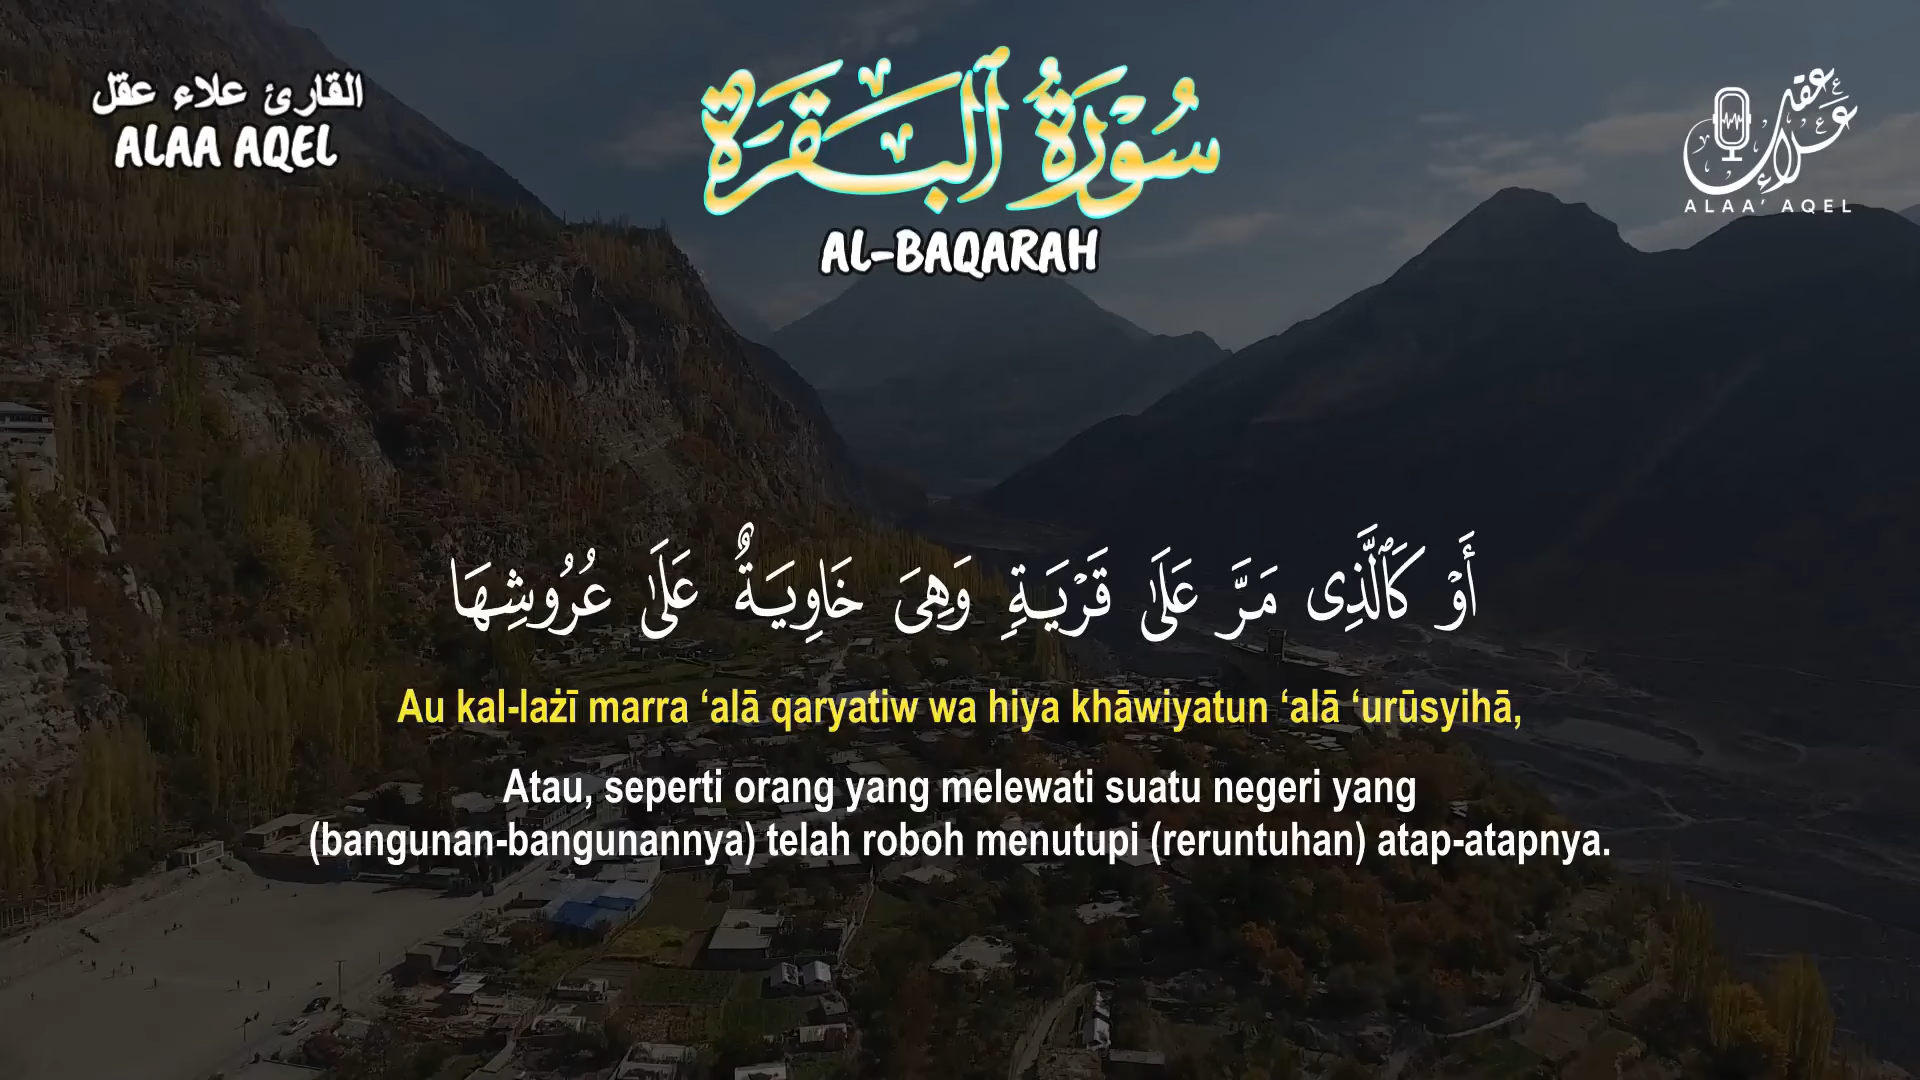 القارئ علاء عقل
ALAA AQEL
سُوْرَةُ ٱلْبَقَرَةِ
AL-BAQARAH
علاء عقل
ALAA' AQEL
أَوْ كَٱلَّذِى مَرَّ عَلَىٰ قَرْيَةٍ وَهِىَ خَاوِيَةٌ عَلَىٰ عُرُوشِهَا
Au kal-lażī marra ‘alā qaryatiw wa hiya khāwiyatun ‘alā ‘urūsyihā,
Atau, seperti orang yang melewati suatu negeri yang
(bangunan-bangunannya) telah roboh menutupi (reruntuhan) atap-atapnya.